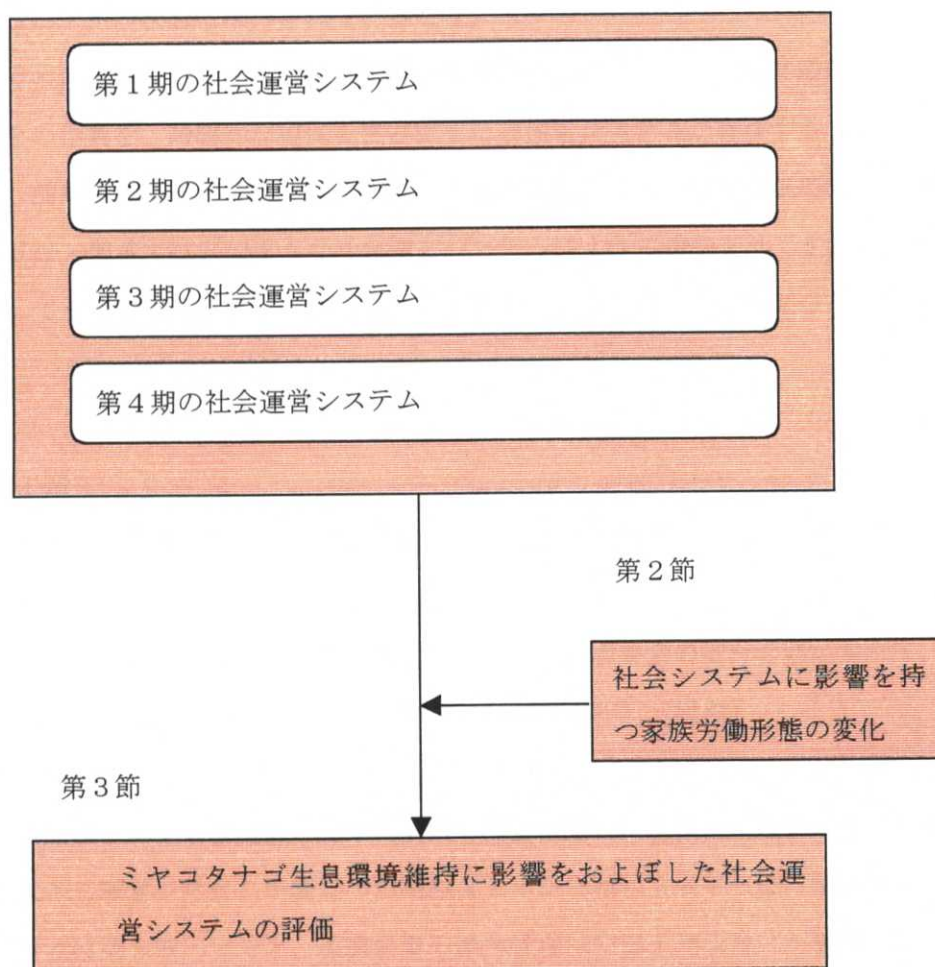 第１期の社会運営システム
第２期の社会運営システム
第３期の社会運営システム
第４期の社会運営システム
第２節
社会システムに影響を持
つ家族労働形態の変化
第３節
ミヤコタナゴ生息環境維持に影響をおよぼした社会運
営システムの評価